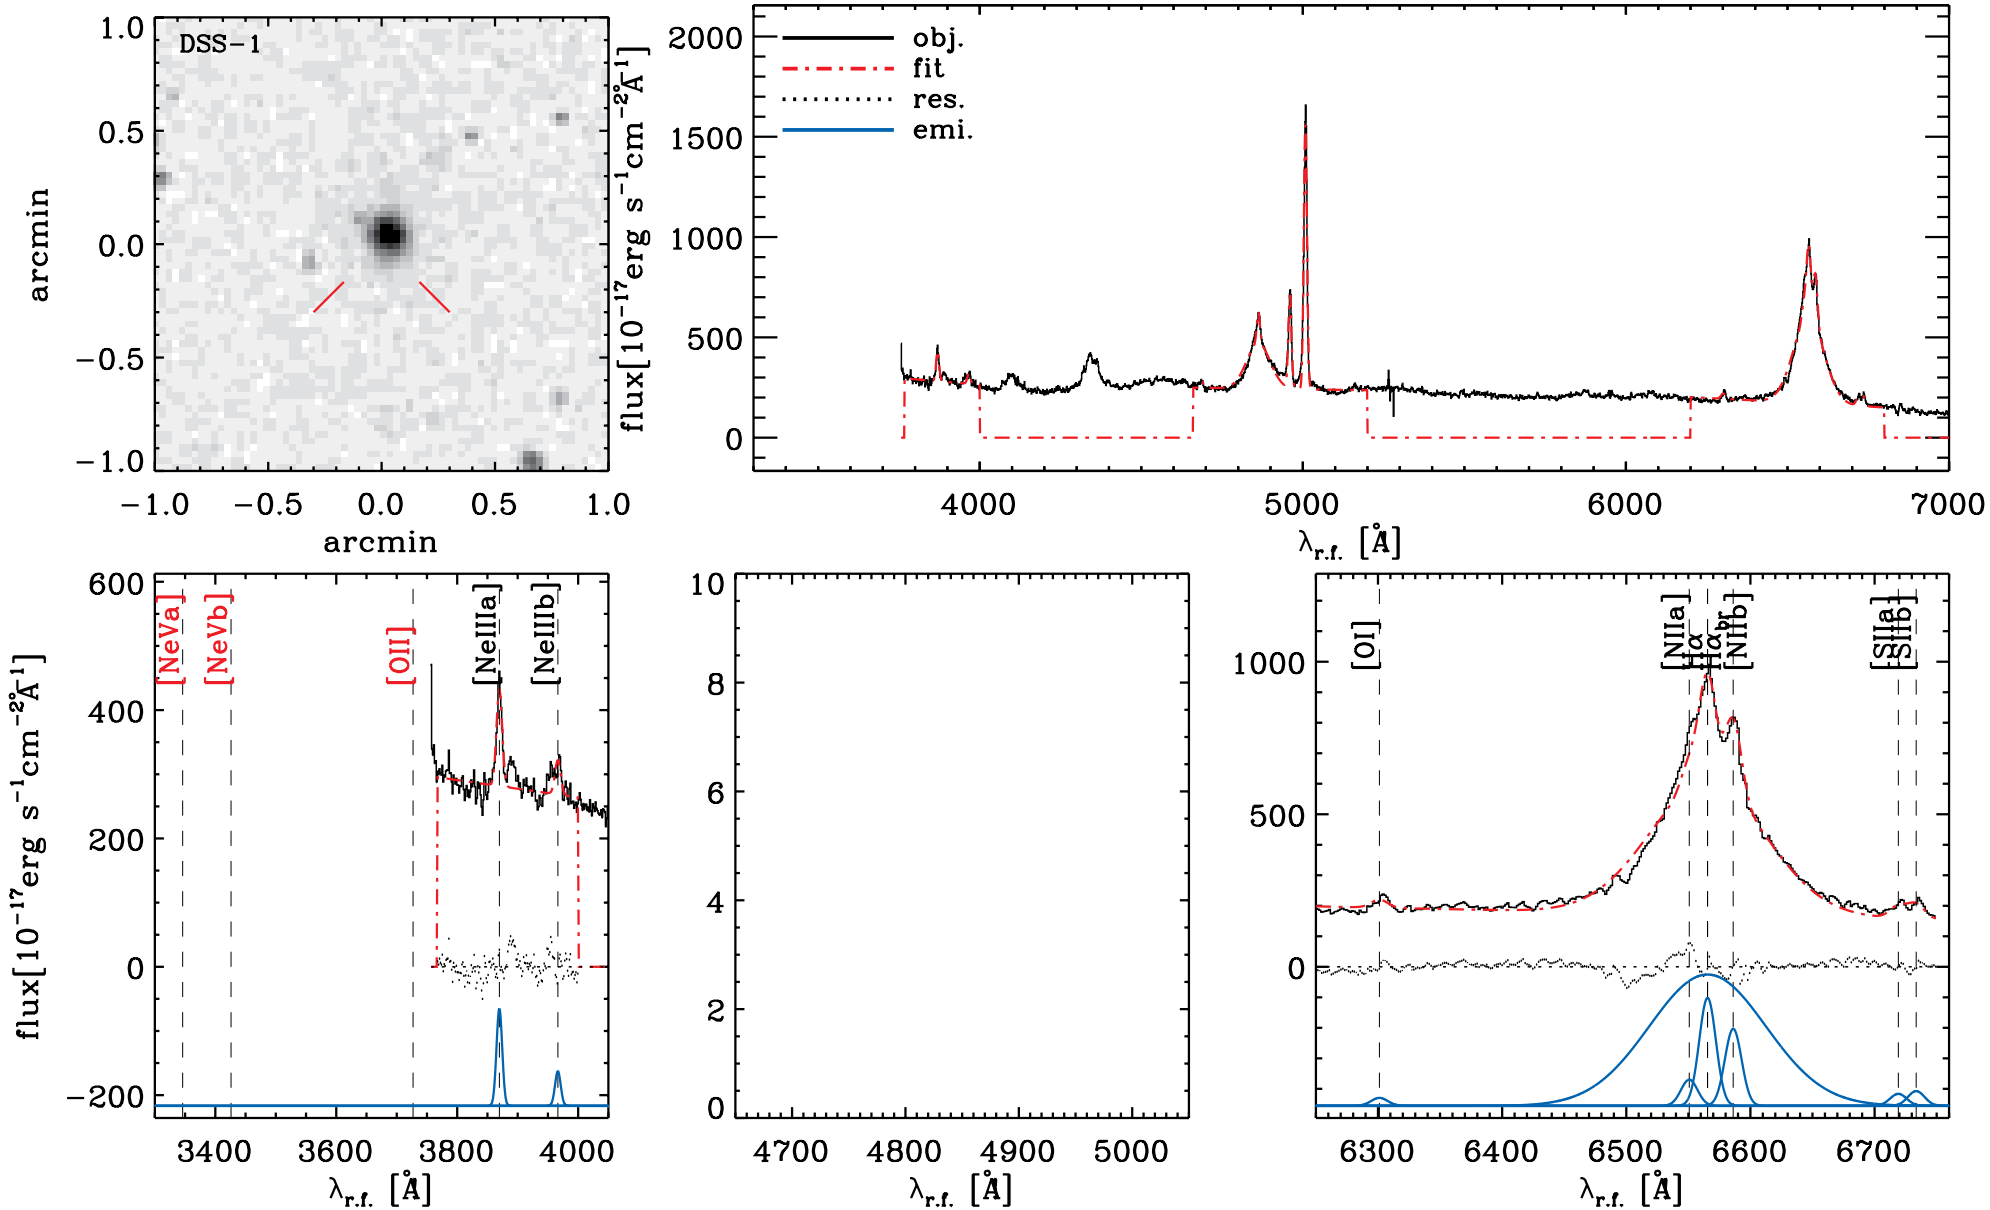 DSS-1
1.0
0.5
0.0
-0.5
-1.0
arcmin
-1.0 -0.5 0.0 0.5 1.0
arcmin
flux[10⁻¹⁷erg s⁻¹cm⁻²Å⁻¹]
2000
1500
1000
500
0
obj.
fit
res.
emi.
4000 5000 6000 7000
λr.f. [Å]
flux[10⁻¹⁷erg s⁻¹cm⁻²Å⁻¹]
600
400
200
0
-200
[NeVa]
[NeVb]
[OII]
[NeIIIa]
[NeIIIb]
3400 3600 3800 4000
λr.f. [Å]
10
8
6
4
2
0
4700 4800 4900 5000
λr.f. [Å]
1000
500
0
[OI]
[NIIa]
Hα
Hαbr
[NIIb]
[SIIa]
[SIIb]
6300 6400 6500 6600 6700
λr.f. [Å]